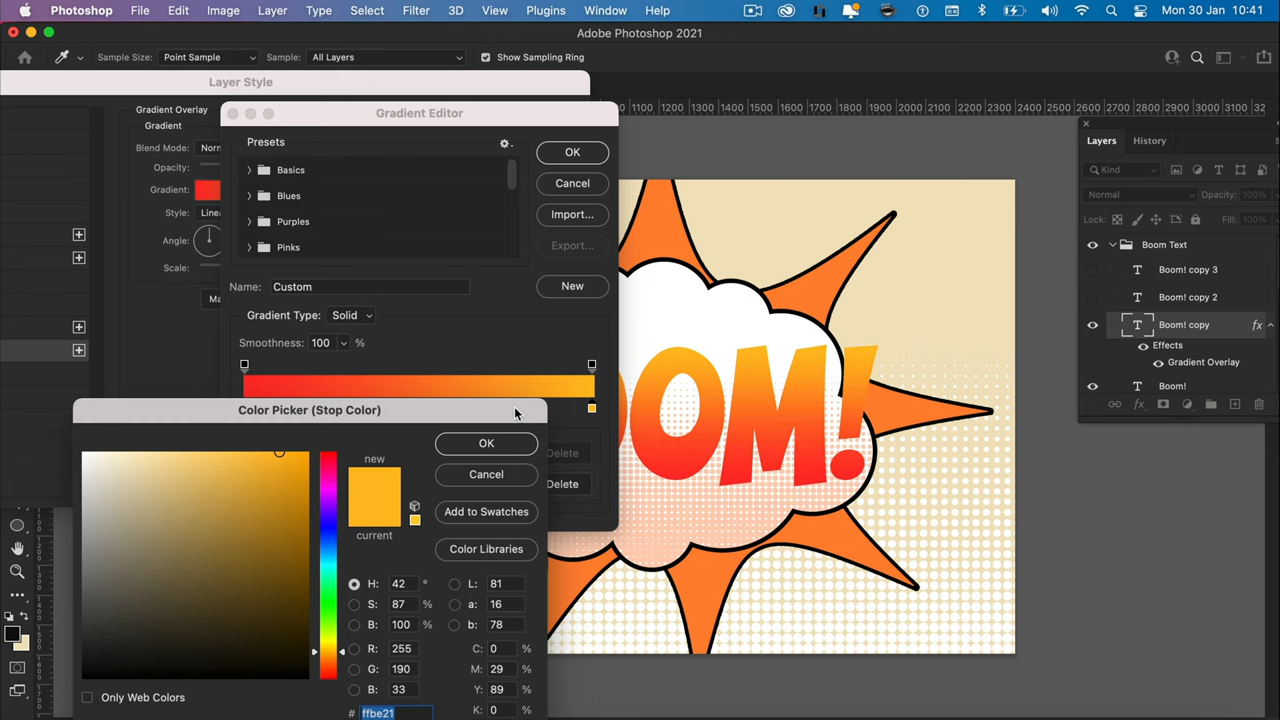 Photoshop File Edit Image Layer Type Select Filter 3D View Plugins Window Help Mon 30 Jan 10:41
Adobe Photoshop 2021
Sample Size: Point Sample Sample: All Layers Show Sampling Ring
Layer Style
1100 1200 1300 1400 1500 1600 1700 1800 1900 2000 2100 2200 2300 2400 2500 2600 2700 2800 2900 3000 3100 32
Gradient Overlay
Gradient
Blend Mode: Norn
Opacity:
Gradient:
Style: Linea
Angle:
Scale:
Ma
Gradient Editor
Presets
Basics
Blues
Purples
Pinks
OK
Cancel
Import...
Export...
Name: Custom
New
Gradient Type: Solid
Smoothness: 100 %
Delete
Delete
Color Picker (Stop Color)
new
current
OK
Cancel
Add to Swatches
Color Libraries
H: 42 ° L: 81
S: 87 % a: 16
B: 100 % b: 78
R: 255 C: 0 %
G: 190 M: 29 %
B: 33 Y: 89 %
# ffbe21 K: 0 %
Only Web Colors
OOM!
Layers History
Kind
Normal Opacity: 100%
Lock: Fill: 100%
Boom Text
T Boom! copy 3
T Boom! copy 2
T Boom! copy fx
Effects
Gradient Overlay
T Boom!
fx